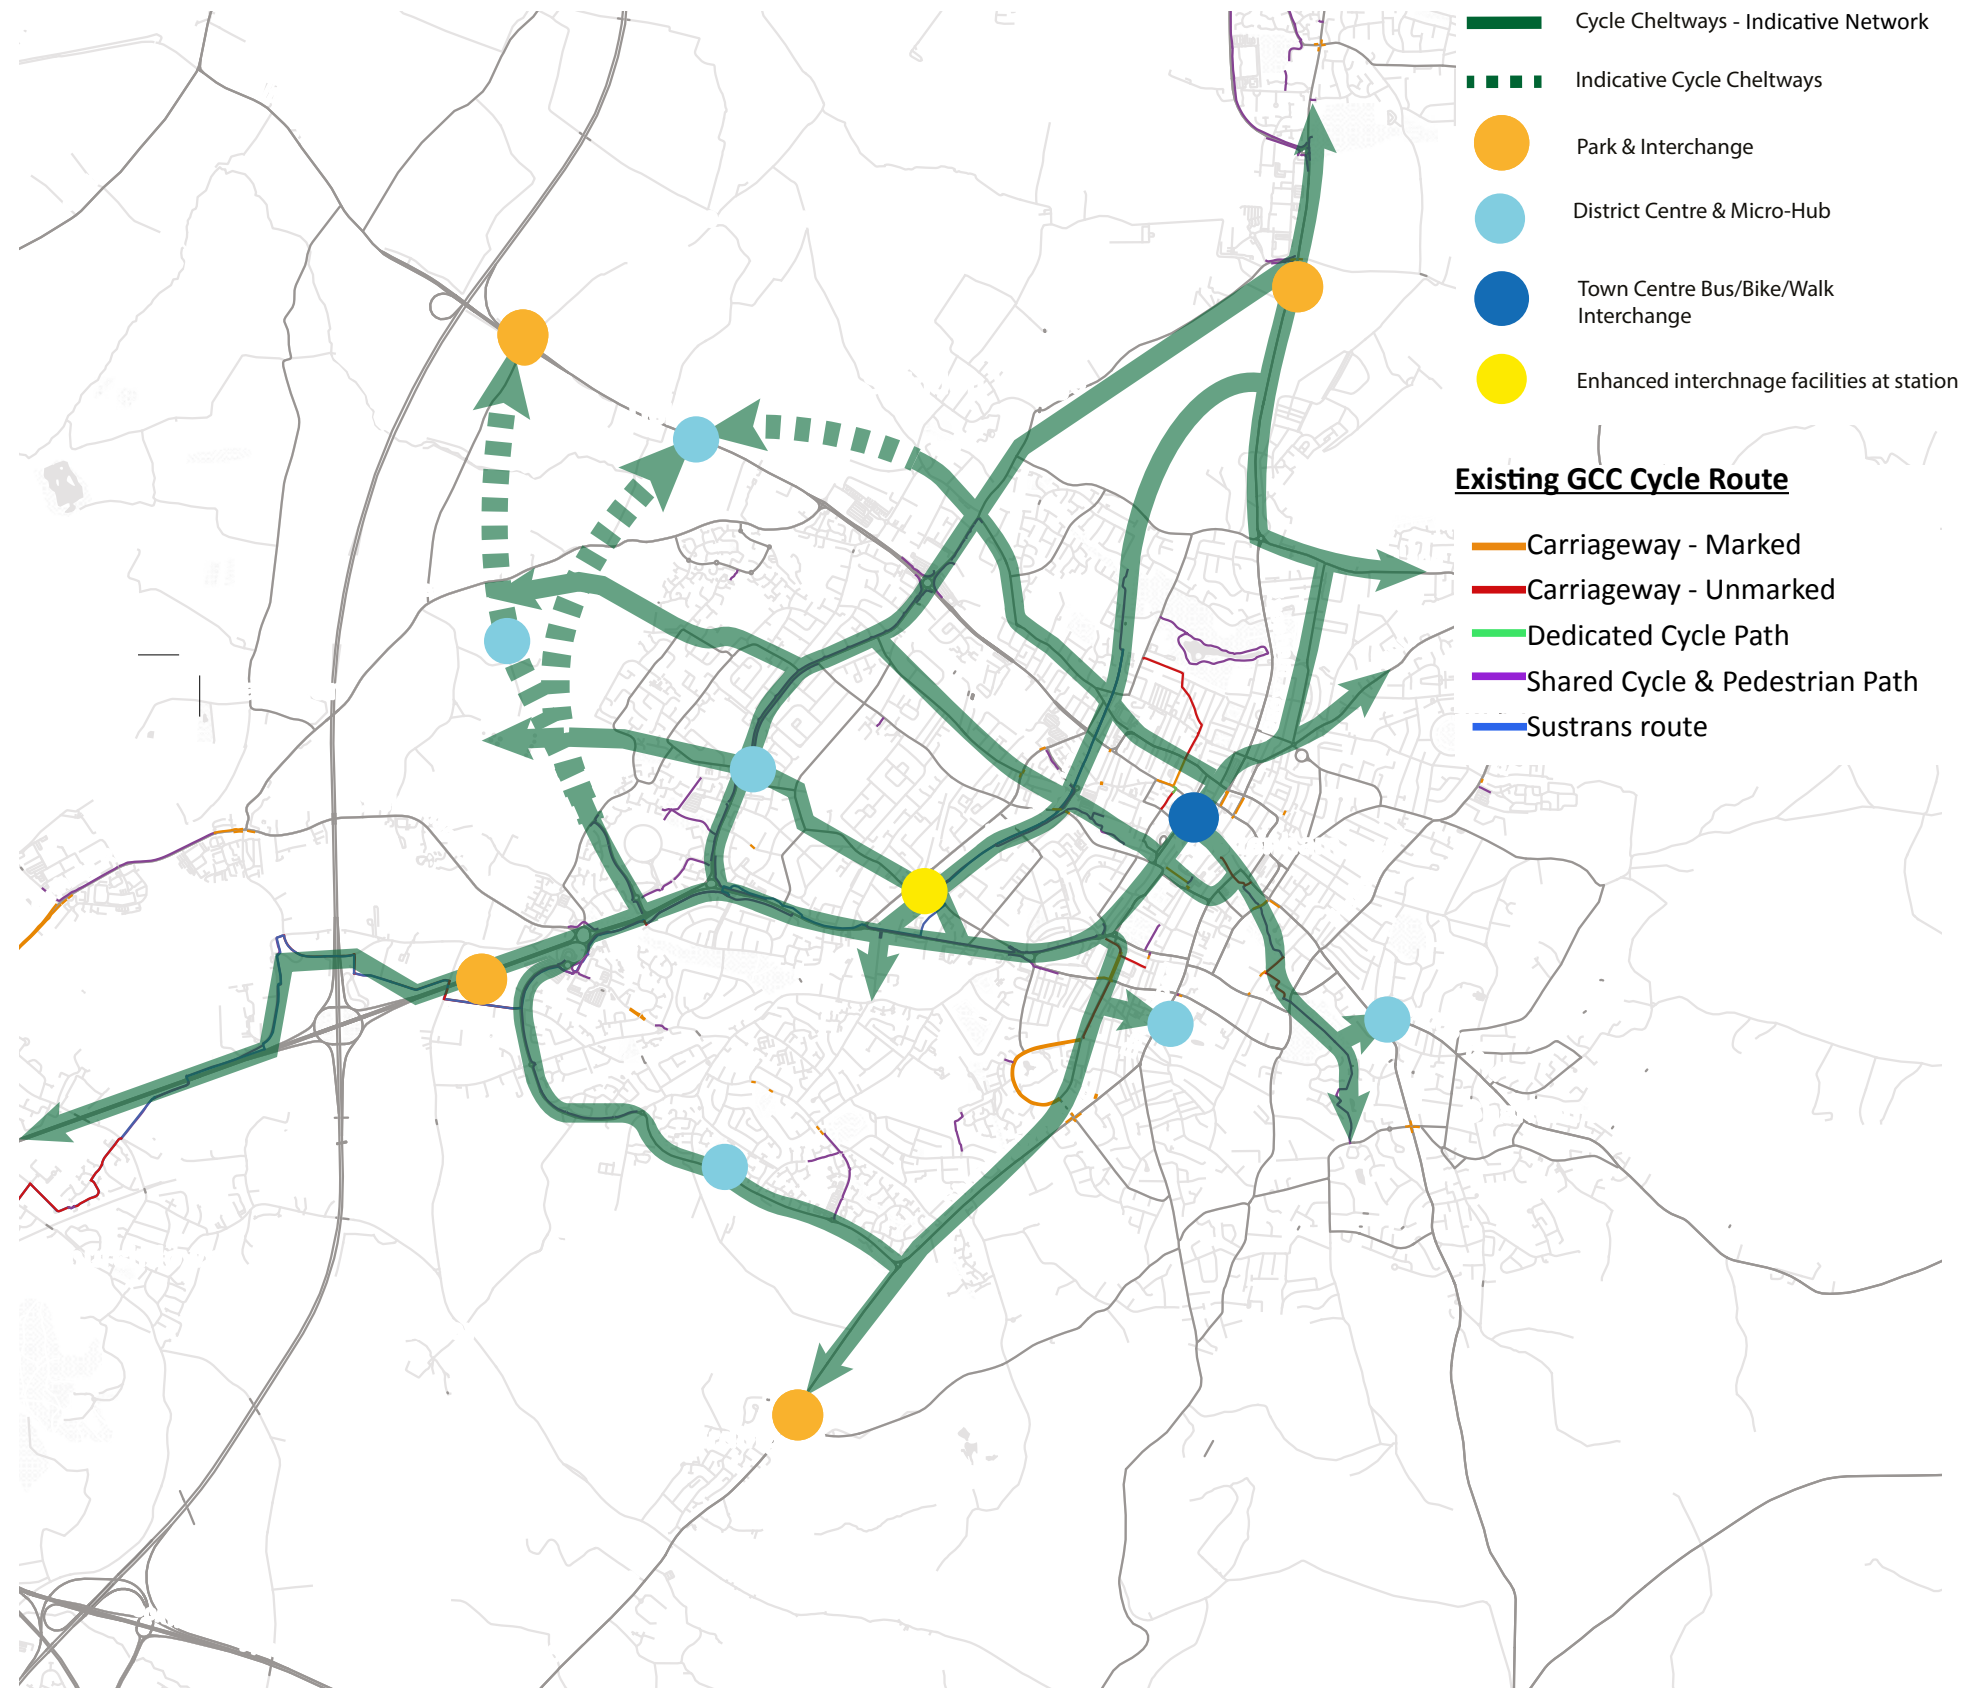 Cycle Cheltways - Indicative Network
Indicative Cycle Cheltways
Park & Interchange
District Centre & Micro-Hub
Town Centre Bus/Bike/Walk
Interchange
Enhanced interchnage facilities at station
Existing GCC Cycle Route
Carriageway - Marked
Carriageway - Unmarked
Dedicated Cycle Path
Shared Cycle & Pedestrian Path
Sustrans route